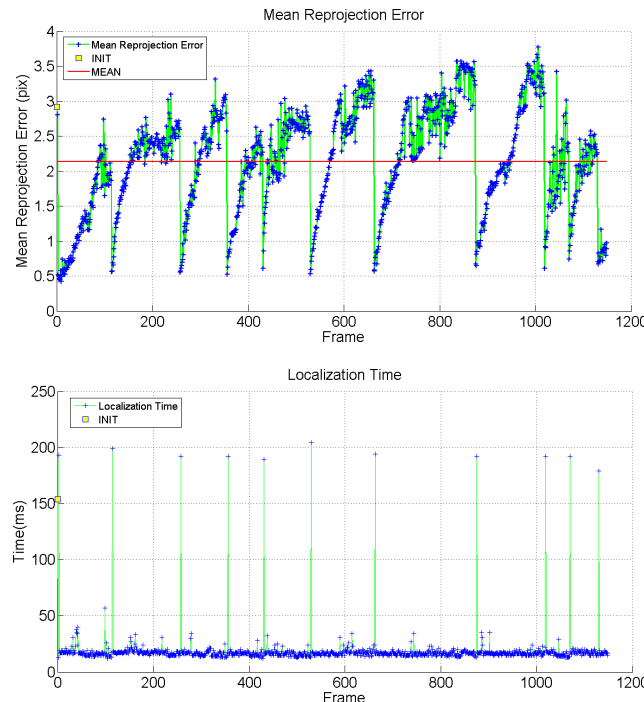 Mean Reprojection Error
4
3.5
3
2.5
2
1.5
1
0.5
0
Mean Reprojection Error (pix)
Mean Reprojection Error
INIT
MEAN
0 200 400 600 800 1000 1200
Frame
Localization Time
250
200
150
100
50
0
Time(ms)
Localization Time
INIT
0 200 400 600 800 1000 1200
Frame